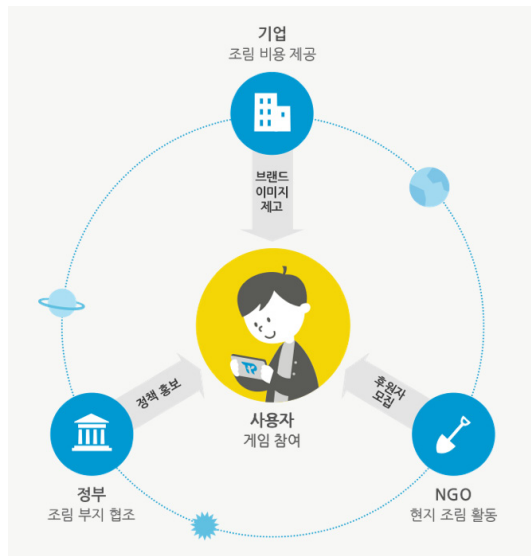 기업
조림 비용 제공
브랜드
이미지
제고
정책 홍보
후원자
모집
사용자
게임 참여
정부
조림 부지 협조
NGO
현지 조림 활동